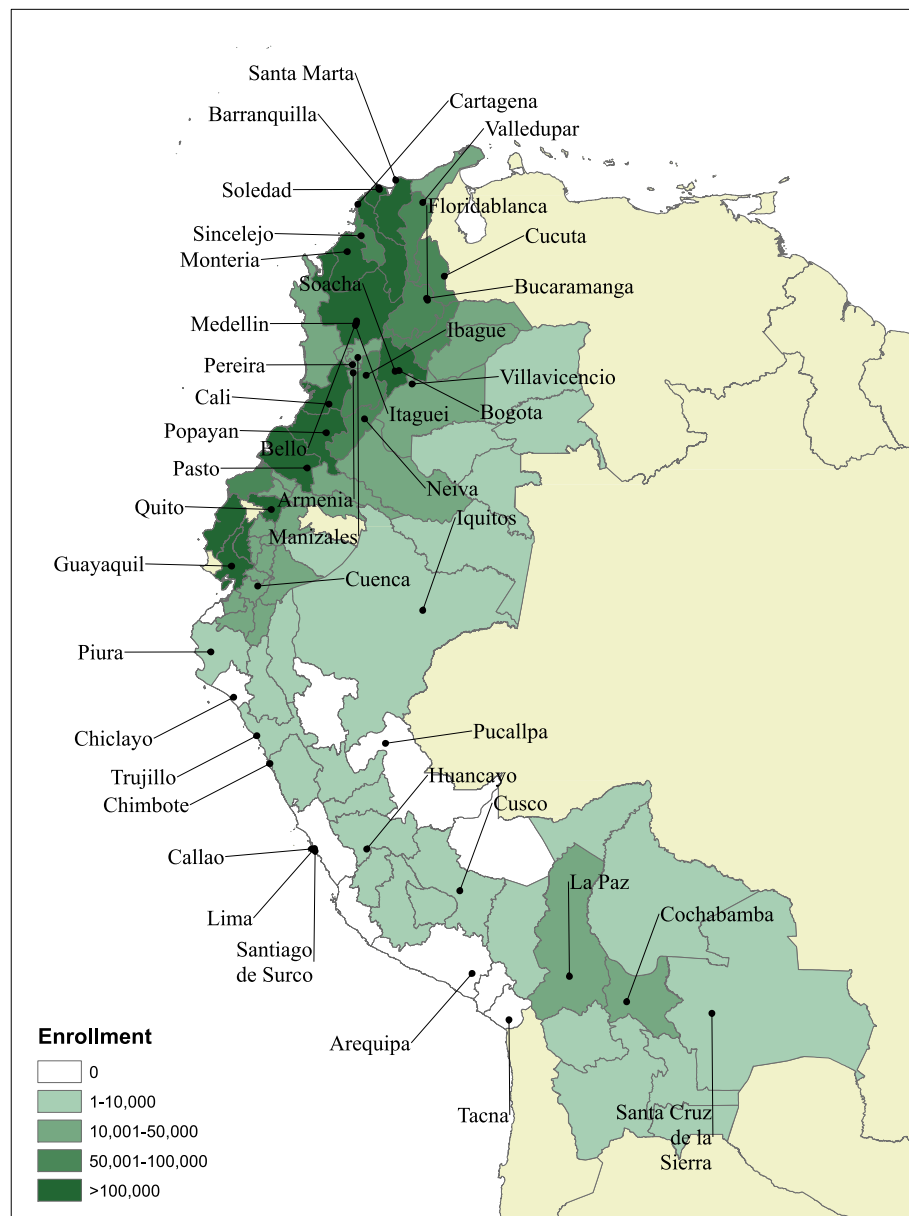 Santa Marta
Cartagena
Barranquilla
Valledupar
Soledad
Floridablanca
Sincelejo
Cucuta
Monteria
Soacha
Bucaramanga
Medellin
Ibague
Pereira
Villavicencio
Cali
Itaguei
Bogota
Popayan
Bello
Pasto
Neiva
Armenia
Quito
Iquitos
Manizales
Guayaquil
Cuenca
Piura
Chiclayo
Pucallpa
Trujillo
Huancayo
Chimbote
Cusco
Callao
La Paz
Lima
Cochabamba
Santiago
de Surco
Arequipa
Tacna
Santa Cruz
de la
Sierra
Enrollment
0
1-10,000
10,001-50,000
50,001-100,000
>100,000